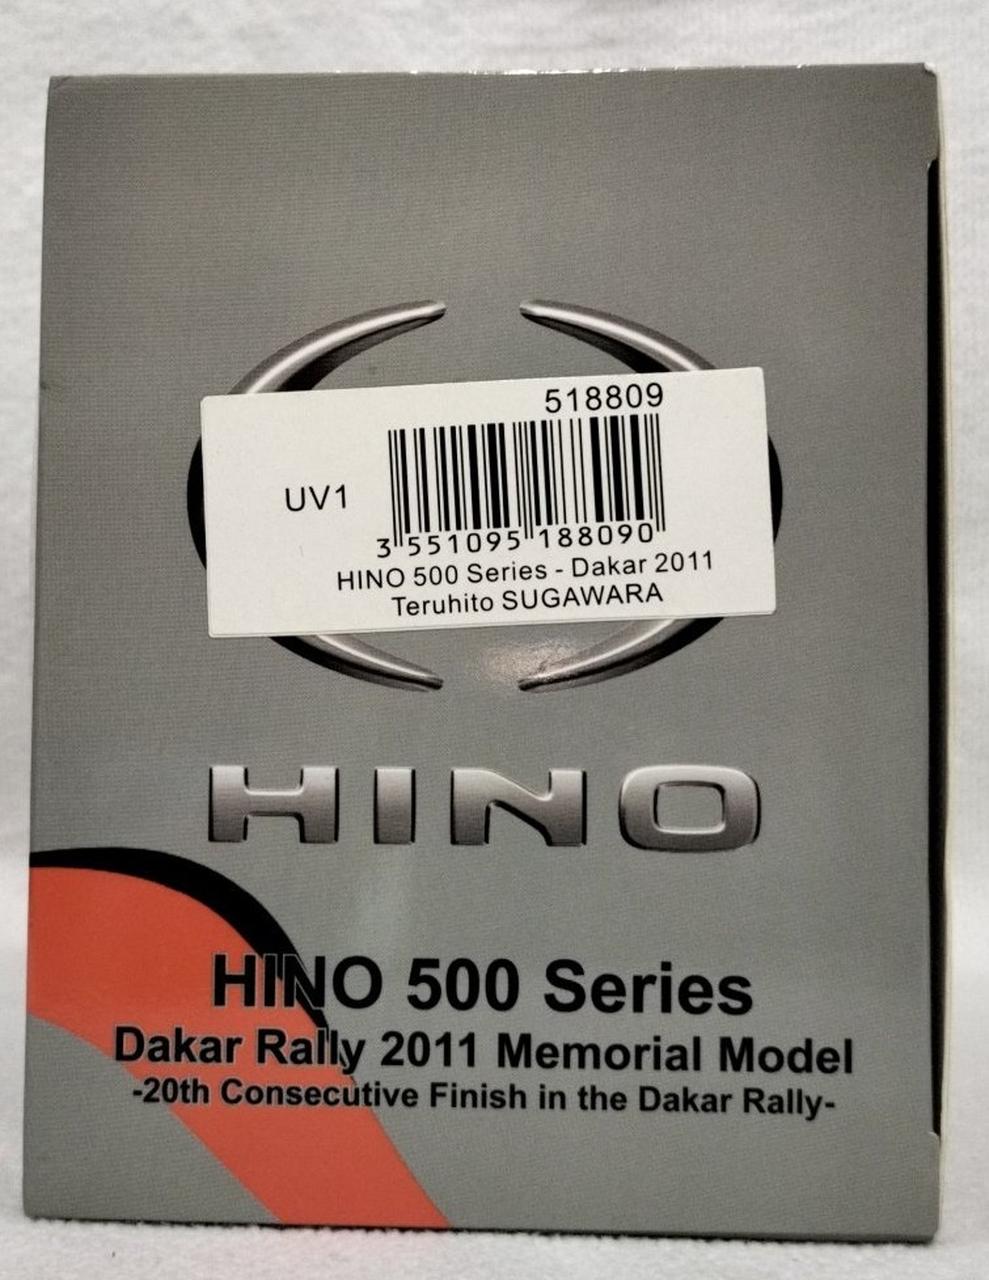 518809
UV1
3 551095 188090
HINO 500 Series - Dakar 2011
Teruhito SUGAWARA
HINO
HINO 500 Series
Dakar Rally 2011 Memorial Model
-20th Consecutive Finish in the Dakar Rally-